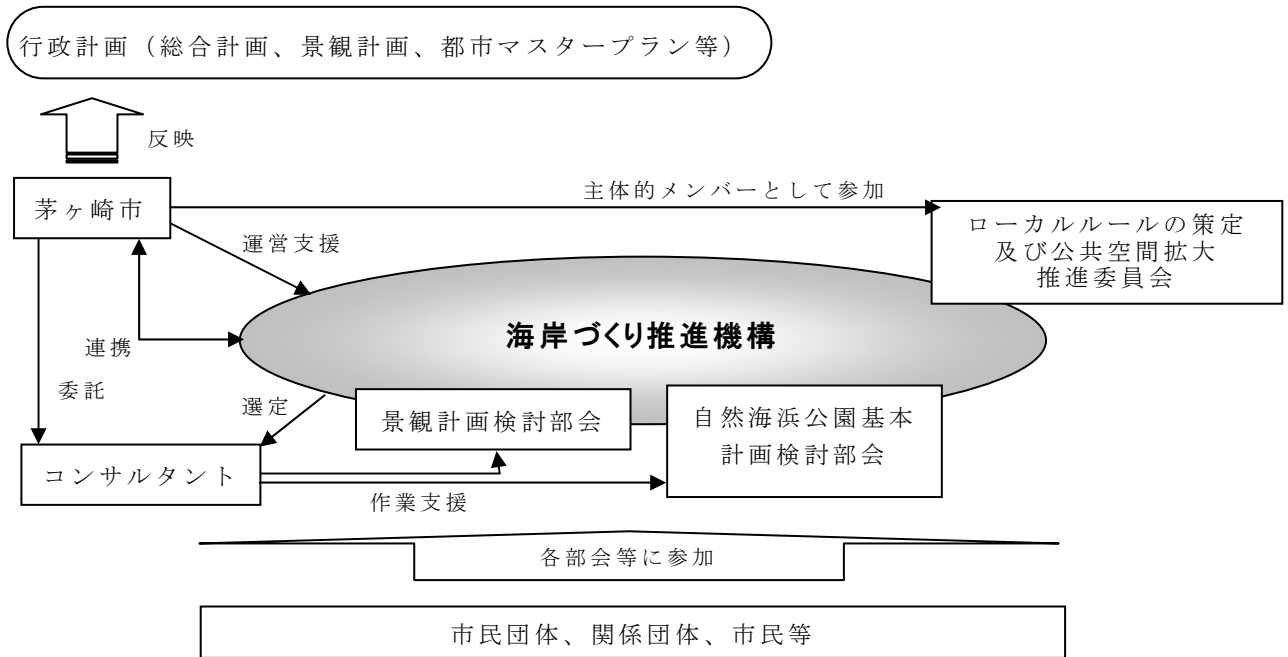 行政計画（総合計画、景観計画、都市マスタープラン等）
反映
茅ヶ崎市
主体的メンバーとして参加
ローカルルールの策定
及び公共空間拡大
推進委員会
運営支援
海岸づくり推進機構
連携
委託
選定
景観計画検討部会
自然海浜公園基本
計画検討部会
コンサルタント
作業支援
各部会等に参加
市民団体、関係団体、市民等